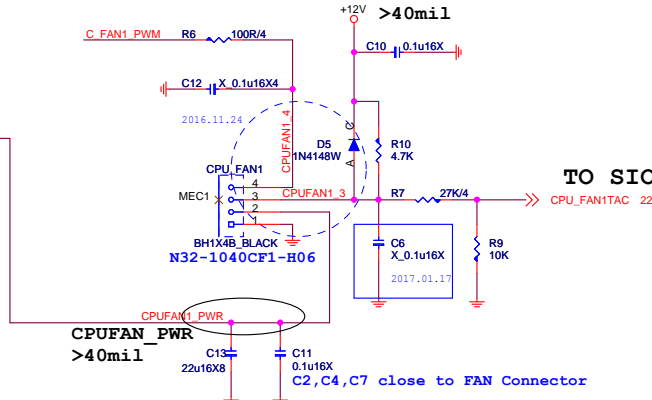 +12V >40mil
C_FAN1_PWM R6 100R/4
C10 0.1u16X
C12 X_0.1u16X4
2016.11.24
CPUFAN1_4
D5
1N4148W
C
A
R10
4.7K
CPU_FAN1
MEC1
4
3
2
1
CPUFAN1_3
R7 27K/4
TO SIO
CPU_FAN1TAC 22
BH1X4B_BLACK
N32-1040CF1-H06
C6
X_0.1u16X
2017.01.17
R9
10K
CPUFAN1_PWR
CPUFAN_PWR
>40mil
C13
22u16X8
C11
0.1u16X
C2,C4,C7 close to FAN Connector